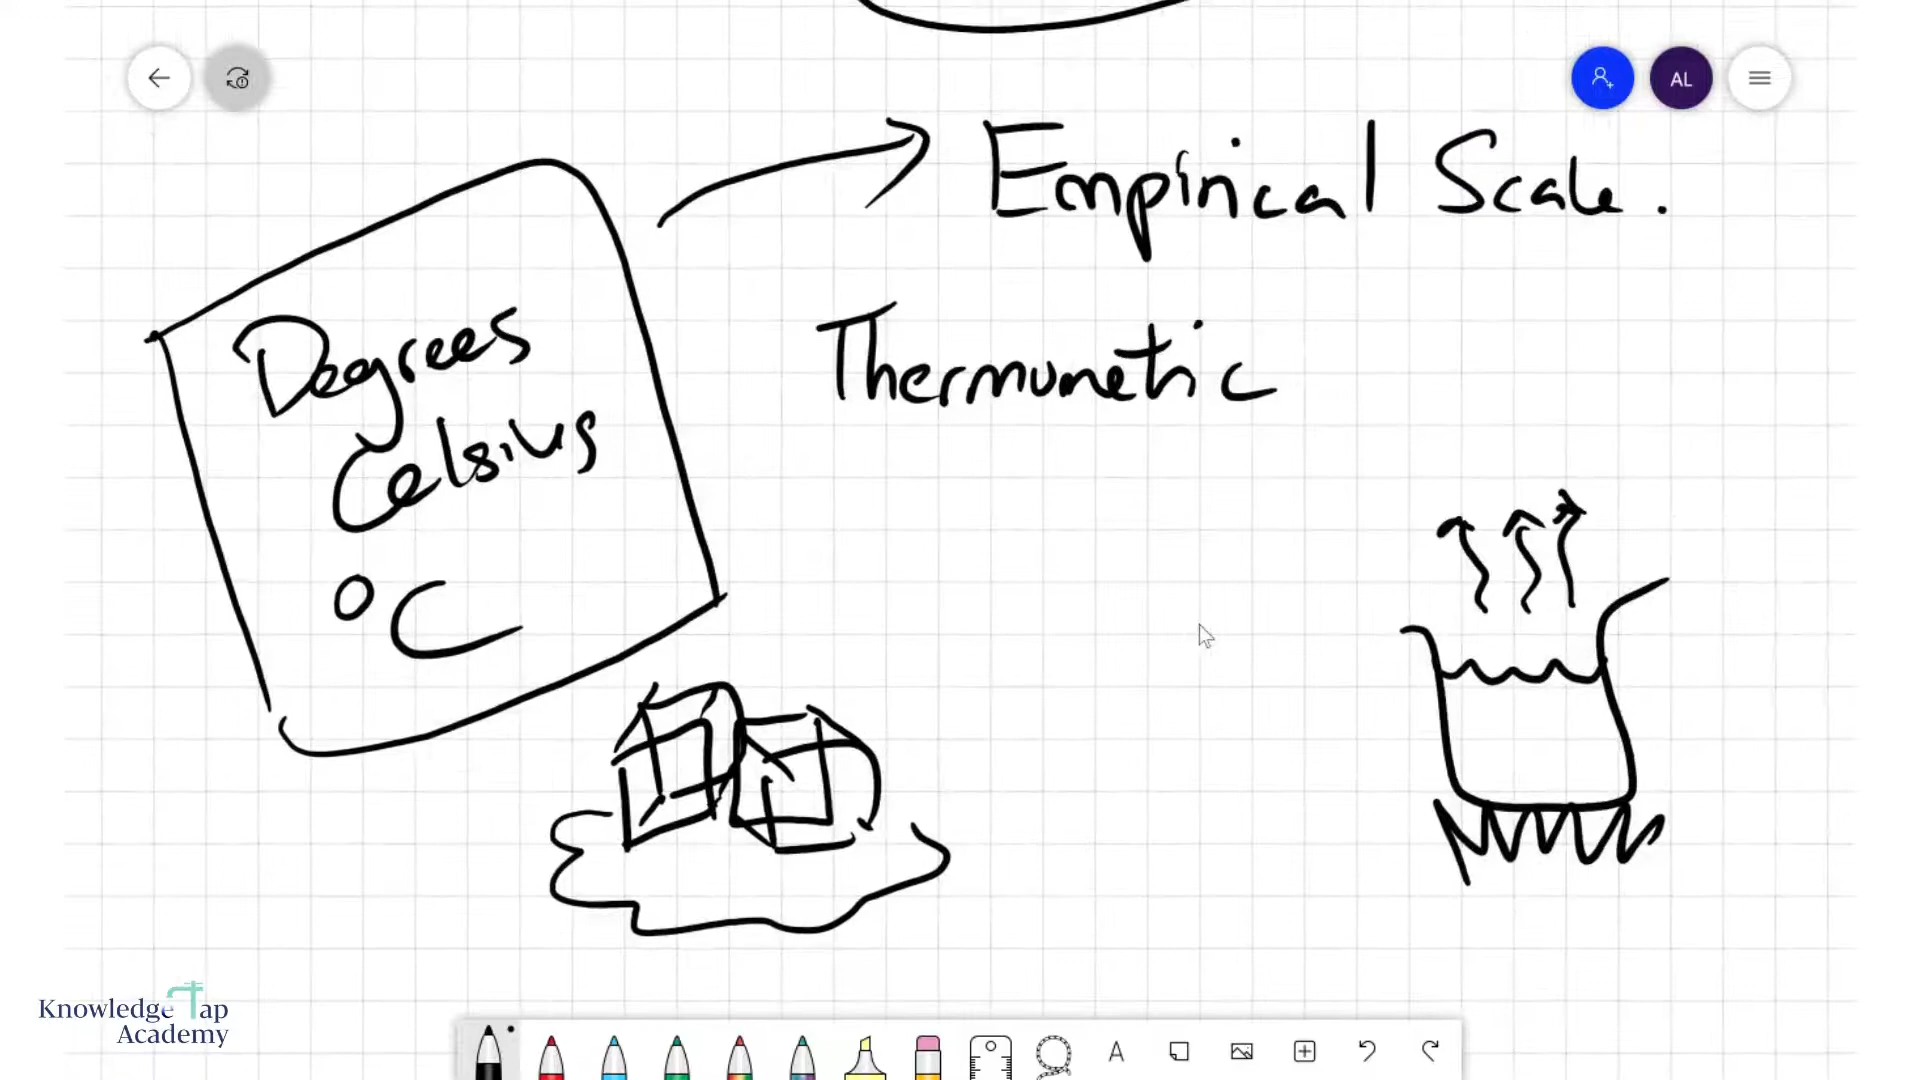 AL
Empirical Scale.
Thermometric
Degrees
Celsius
°C
Knowledge Tap
Academy
A